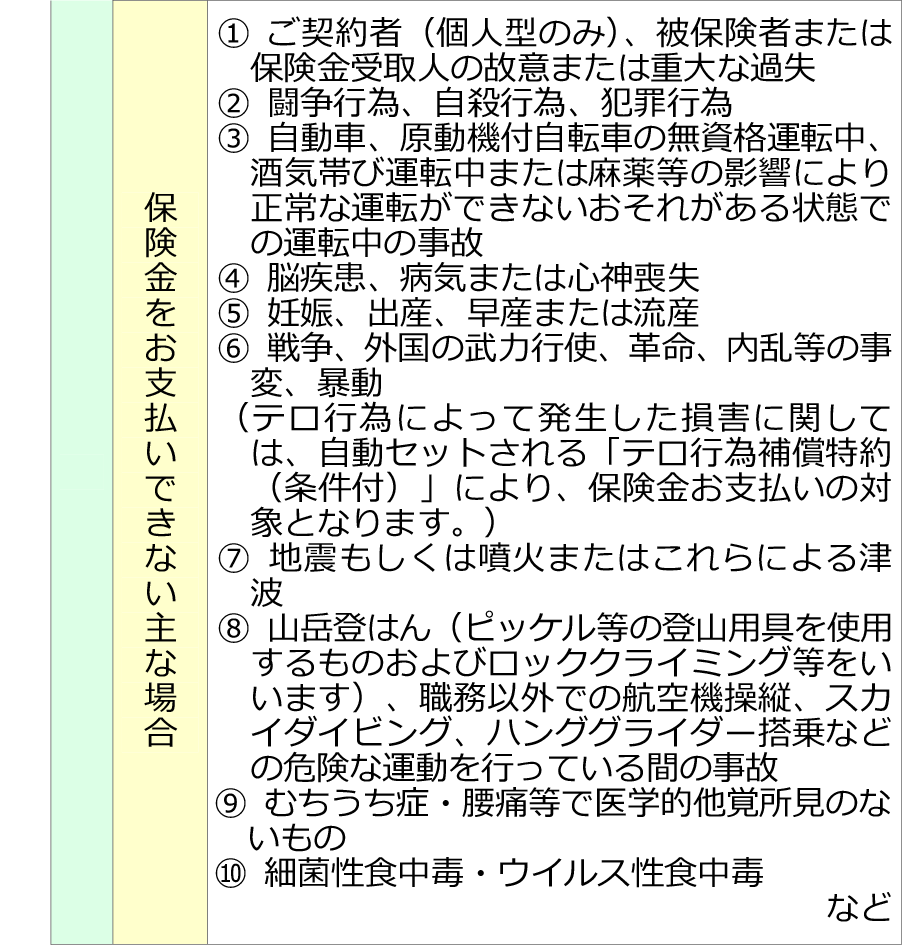 保険金をお支払いできない主な場合
① ご契約者（個人型のみ）、被保険者または
保険金受取人の故意または重大な過失
② 闘争行為、自殺行為、犯罪行為
③ 自動車、原動機付自転車の無資格運転中、
酒気帯び運転中または麻薬等の影響により
正常な運転ができないおそれがある状態で
の運転中の事故
④ 脳疾患、病気または心神喪失
⑤ 妊娠、出産、早産または流産
⑥ 戦争、外国の武力行使、革命、内乱等の事
変、暴動
（テロ行為によって発生した損害に関して
は、自動セットされる「テロ行為補償特約
（条件付）」により、保険金お支払いの対
象となります。）
⑦ 地震もしくは噴火またはこれらによる津
波
⑧ 山岳登はん（ピッケル等の登山用具を使用
するものおよびロッククライミング等をい
います）、職務以外での航空機操縦、スカ
イダイビング、ハンググライダー搭乗など
の危険な運動を行っている間の事故
⑨ むちうち症・腰痛等で医学的他覚所見のな
いもの
⑩ 細菌性食中毒・ウイルス性食中毒
など